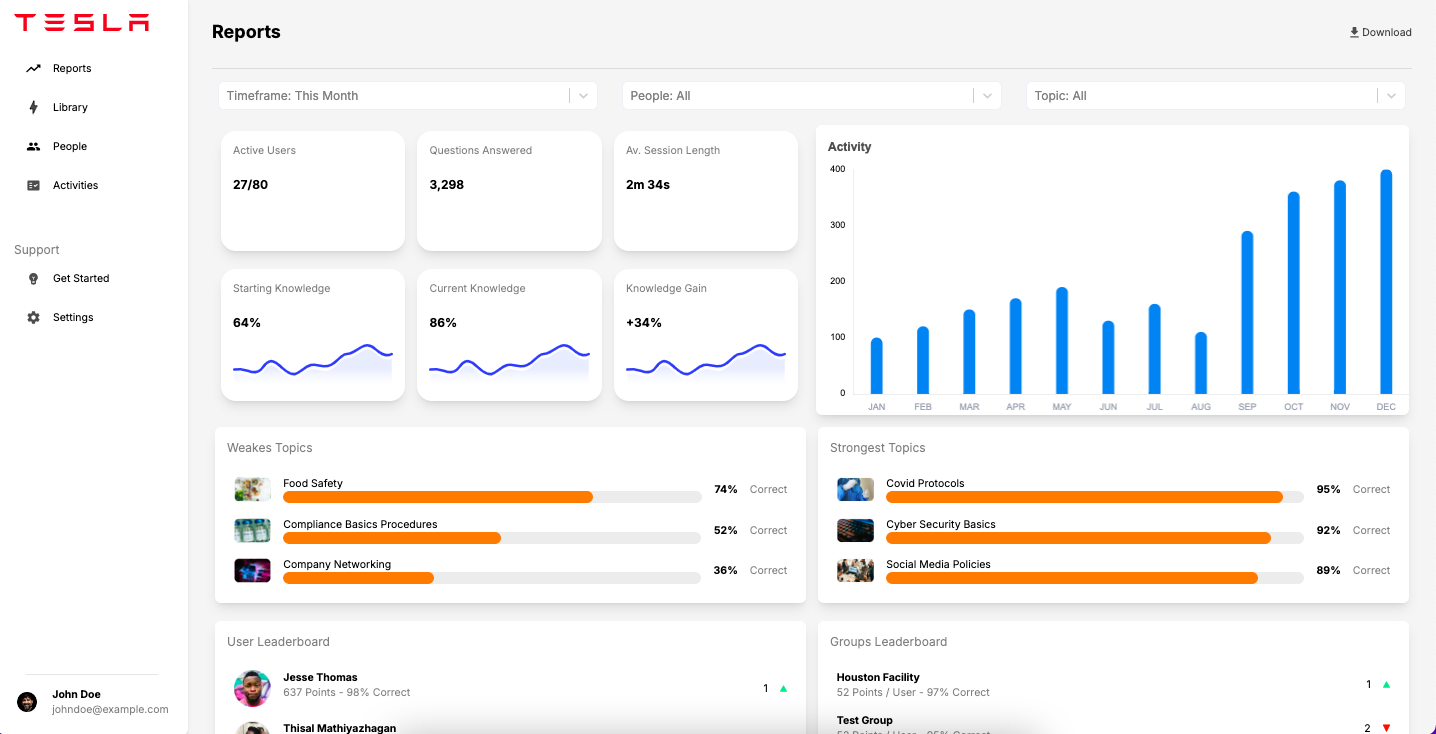 TESLA
Reports
Library
People
Activities
Support
Get Started
Settings
John Doe
johndoe@example.com
Reports
Download
Timeframe: This Month
People: All
Topic: All
Active Users
27/80
Questions Answered
3,298
Av. Session Length
2m 34s
Starting Knowledge
64%
Current Knowledge
86%
Knowledge Gain
+34%
Activity
400
300
200
100
0
JAN FEB MAR APR MAY JUN JUL AUG SEP OCT NOV DEC
Weakes Topics
Food Safety
74% Correct
Compliance Basics Procedures
52% Correct
Company Networking
36% Correct
Strongest Topics
Covid Protocols
95% Correct
Cyber Security Basics
92% Correct
Social Media Policies
89% Correct
User Leaderboard
Jesse Thomas
637 Points - 98% Correct
1
Thisal Mathiyazhagan
Groups Leaderboard
Houston Facility
52 Points / User - 97% Correct
1
Test Group
2